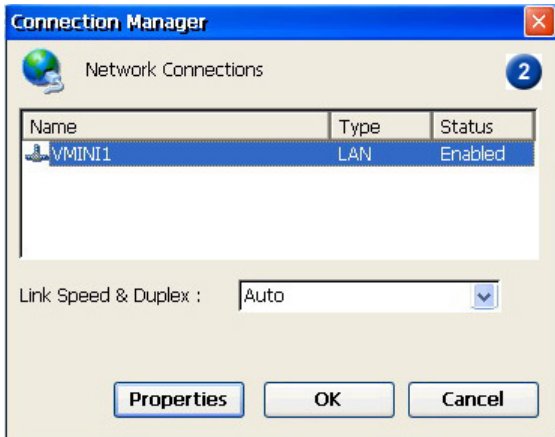 Connection Manager
Network Connections
2
Name Type Status
VMINI1 LAN Enabled
Link Speed & Duplex : Auto
Properties OK Cancel